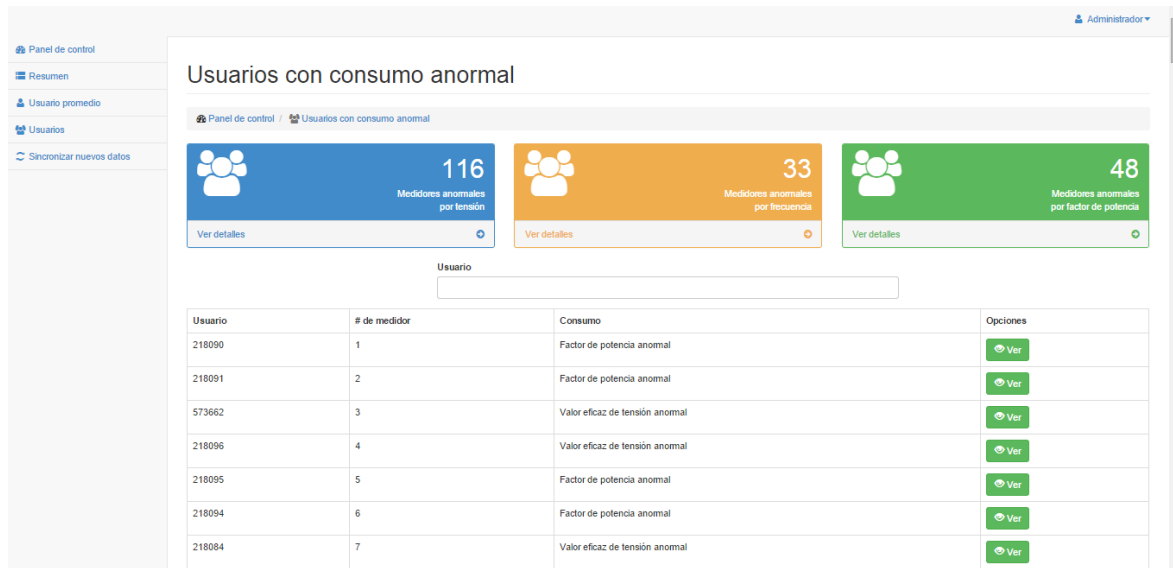 Administrador
Panel de control
Resumen
Usuario promedio
Usuarios
Sincronizar nuevos datos
Usuarios con consumo anormal
Panel de control / Usuarios con consumo anormal
116
Medidores anormales
por tensión
Ver detalles
33
Medidores anormales
por frecuencia
Ver detalles
48
Medidores anormales
por factor de potencia
Ver detalles
Usuario
Usuario # de medidor Consumo Opciones
218090 1 Factor de potencia anormal Ver
218091 2 Factor de potencia anormal Ver
573662 3 Valor eficaz de tensión anormal Ver
218096 4 Valor eficaz de tensión anormal Ver
218095 5 Factor de potencia anormal Ver
218094 6 Factor de potencia anormal Ver
218084 7 Valor eficaz de tensión anormal Ver